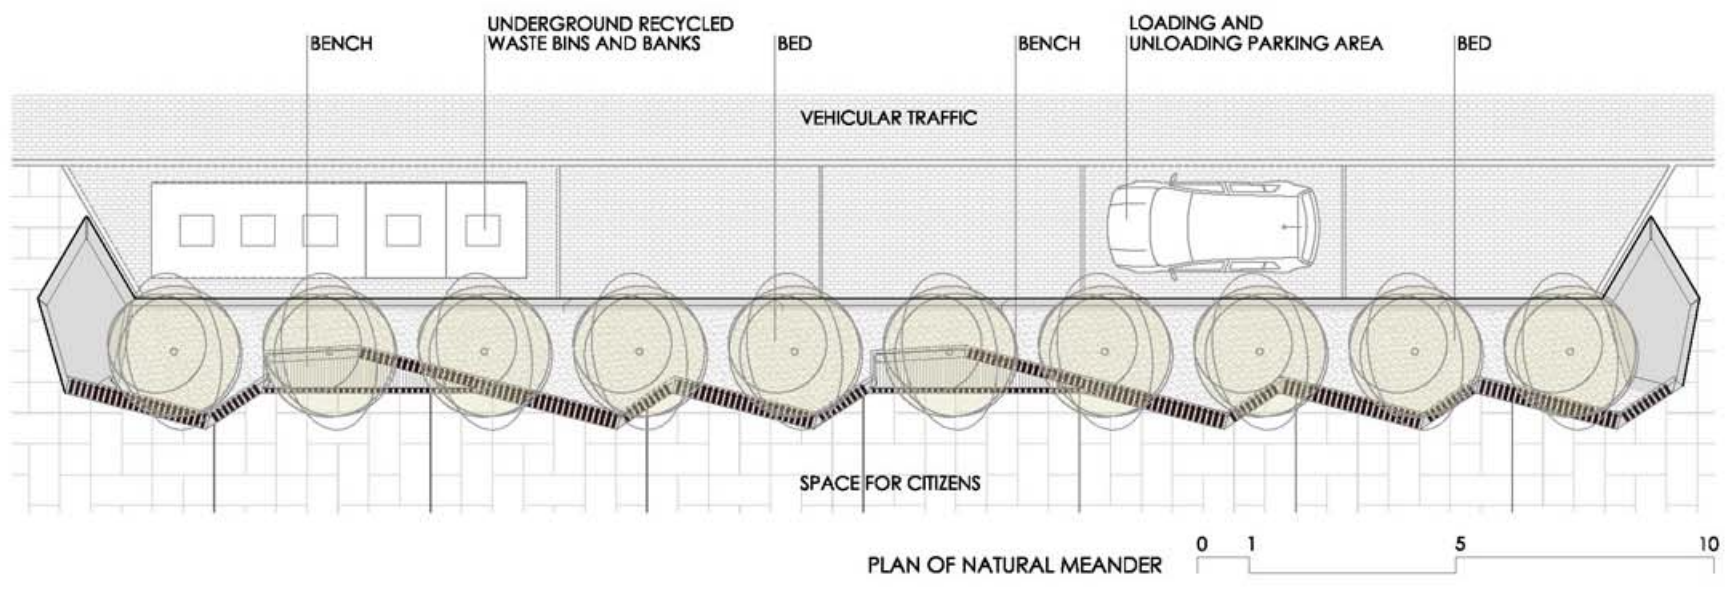 UNDERGROUND RECYCLED
WASTE BINS AND BANKS
LOADING AND
UNLOADING PARKING AREA
BENCH
BED
BENCH
BED
VEHICULAR TRAFFIC
SPACE FOR CITIZENS
PLAN OF NATURAL MEANDER
0 1 5 10